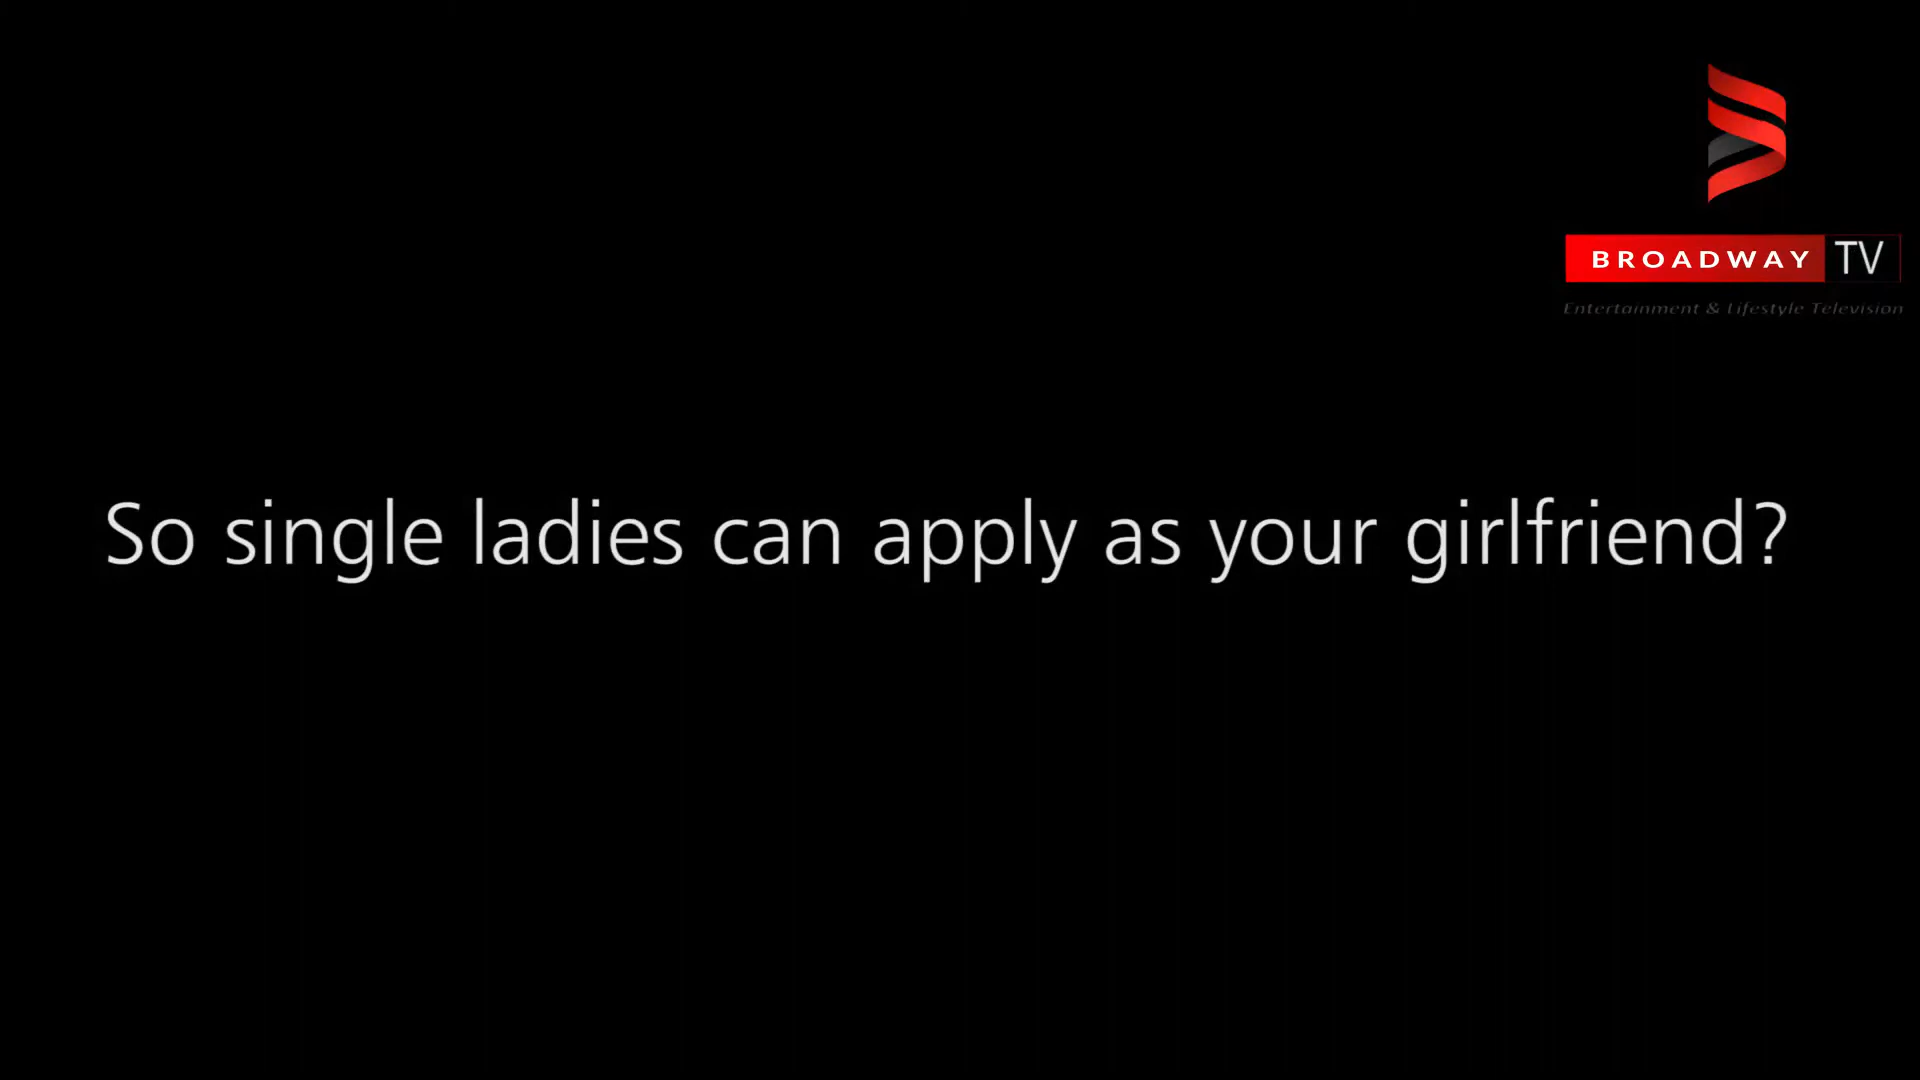 BROADWAY TV
Entertainment & Lifestyle Television
So single ladies can apply as your girlfriend?